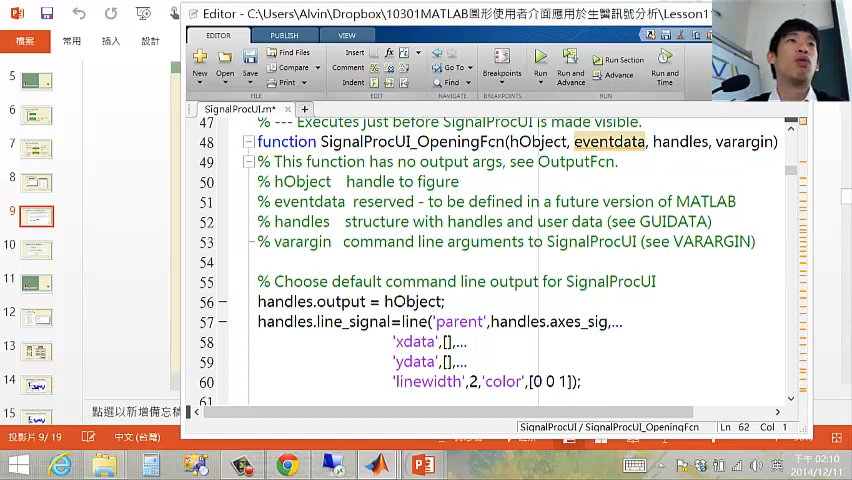 Editor - C:\Users\Alvin\Dropbox\10301MATLAB圖形使用者介面應用於生醫訊號分析\Lesson1
檔案 常用 插入 設計
EDITOR PUBLISH VIEW
New Open Save
Find Files
Compare
Print
FILE
Insert
Comment
Indent
EDIT
Go To
Find
NAVIGATE
Breakpoints
BREAKPOINTS
Run Run and Advance
Run Section
Advance
Run and Time
RUN
SignalProcUI.m*
47 % --- Executes just before SignalProcUI is made visible.
48 function SignalProcUI_OpeningFcn(hObject, eventdata, handles, varargin)
49 % This function has no output args, see OutputFcn.
50 % hObject handle to figure
51 % eventdata reserved - to be defined in a future version of MATLAB
52 % handles structure with handles and user data (see GUIDATA)
53 % varargin command line arguments to SignalProcUI (see VARARGIN)
54
55 % Choose default command line output for SignalProcUI
56 handles.output = hObject;
57 handles.line_signal=line('parent',handles.axes_sig,...
58 'xdata',[],...
59 'ydata',[],...
60 'linewidth',2,'color',[0 0 1]);
61
5
6
7
8
9
10
11
12
13
14
15
點選以新增備忘稿
SignalProcUI / SignalProcUI_OpeningFcn Ln 62 Col 1
投影片 9/19 中文 (台灣)
下午 02:10
2014/12/11